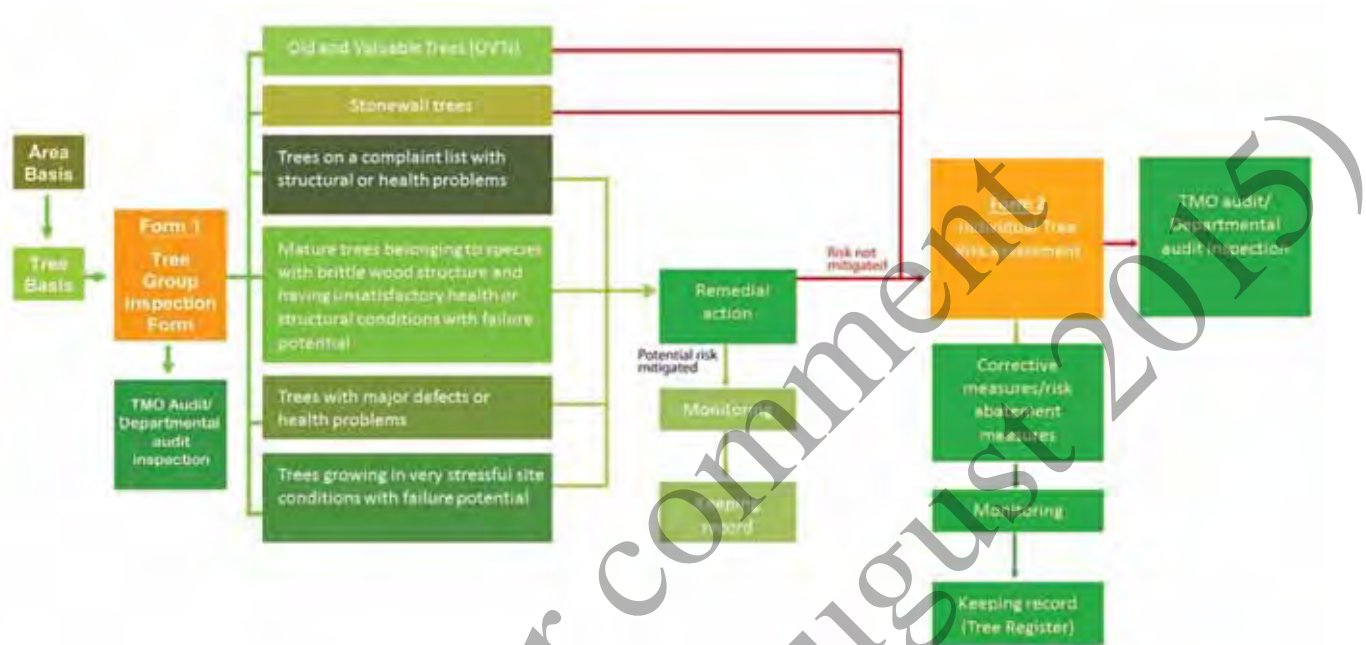 Old and Valuable Trees (OVTs)
Stonewall trees
Area
Basis
Trees on a complaint list with
structural or health problems
Tree
Basis
Form 1
Tree
Group
Inspection
Form
Mature trees belonging to species
with brittle wood structure and
having unsatisfactory health or
structural conditions with failure
potential
TMO Audit/
Departmental
audit
inspection
Trees with major defects or
health problems
Trees growing in very stressful site
conditions with failure potential
Remedial
action
Risk not
mitigated
Potential risk
mitigated
Monitoring
Keeping
record
Form 2
Individual Tree
Risk Assessment
TMO audit/
Departmental
audit inspection
Corrective
measures/risk
abatement
measures
Monitoring
Keeping record
(Tree Register)
r comment
ugust 2015)